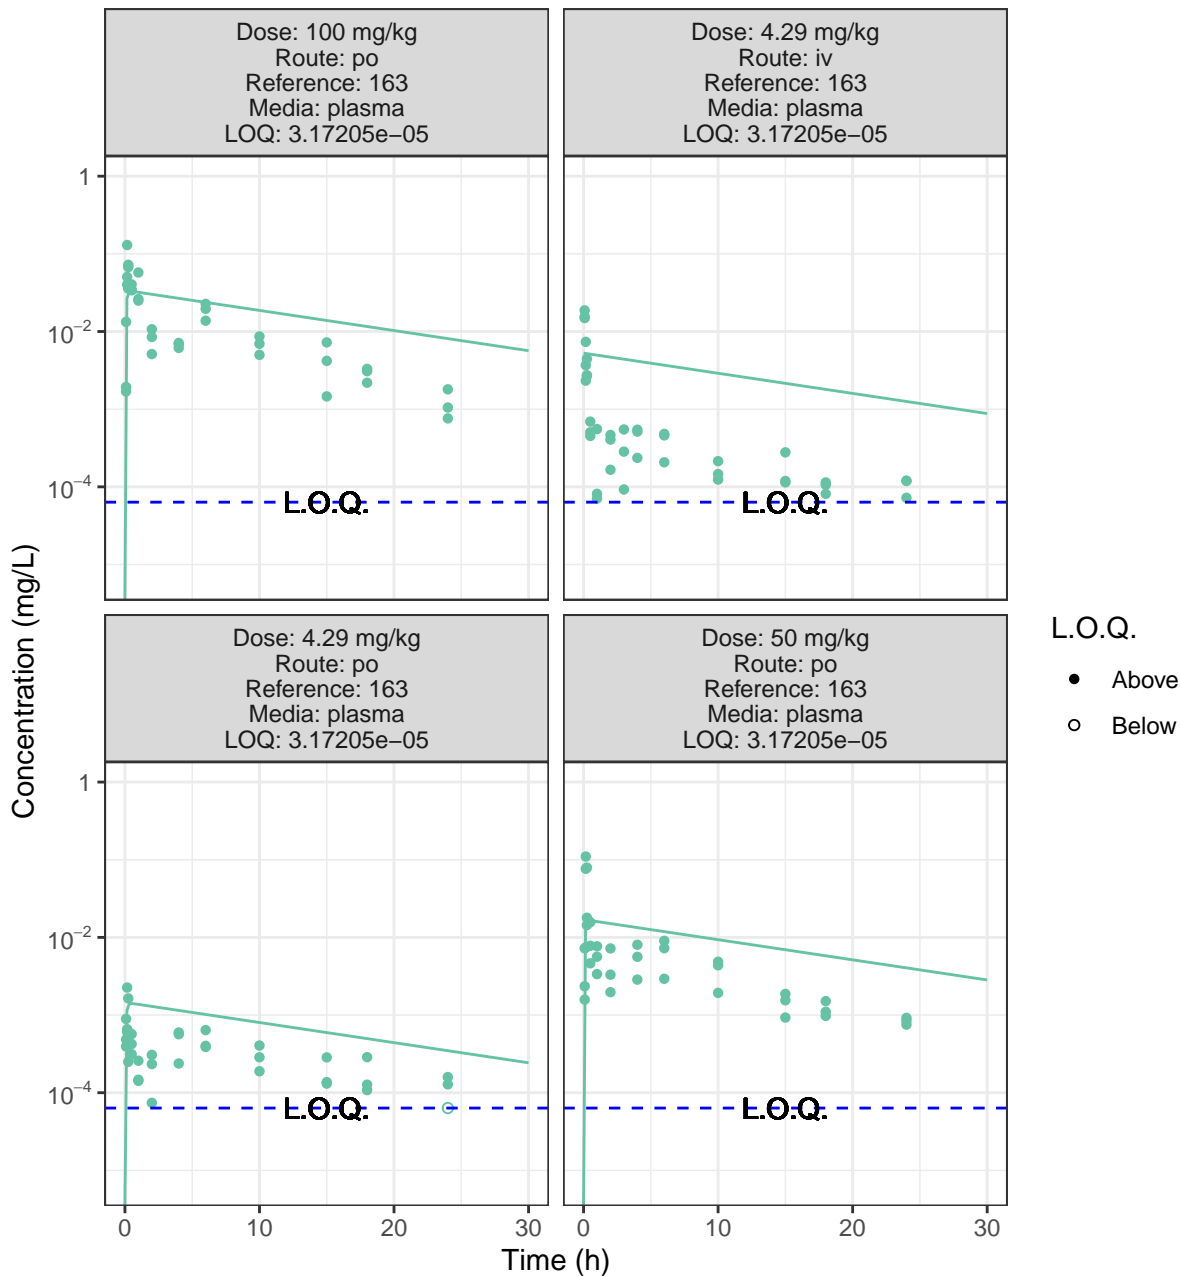 Dose: 100 mg/kg
Route: po
Reference: 163
Media: plasma
LOQ: 3.17205e−05
Dose: 4.29 mg/kg
Route: iv
Reference: 163
Media: plasma
LOQ: 3.17205e−05
1
10⁻²
10⁻⁴
L.O.Q.
L.O.Q.
Dose: 4.29 mg/kg
Route: po
Reference: 163
Media: plasma
LOQ: 3.17205e−05
Dose: 50 mg/kg
Route: po
Reference: 163
Media: plasma
LOQ: 3.17205e−05
1
10⁻²
10⁻⁴
L.O.Q.
L.O.Q.
0 10 20 30
0 10 20 30
Time (h)
Concentration (mg/L)
L.O.Q.
Above
Below